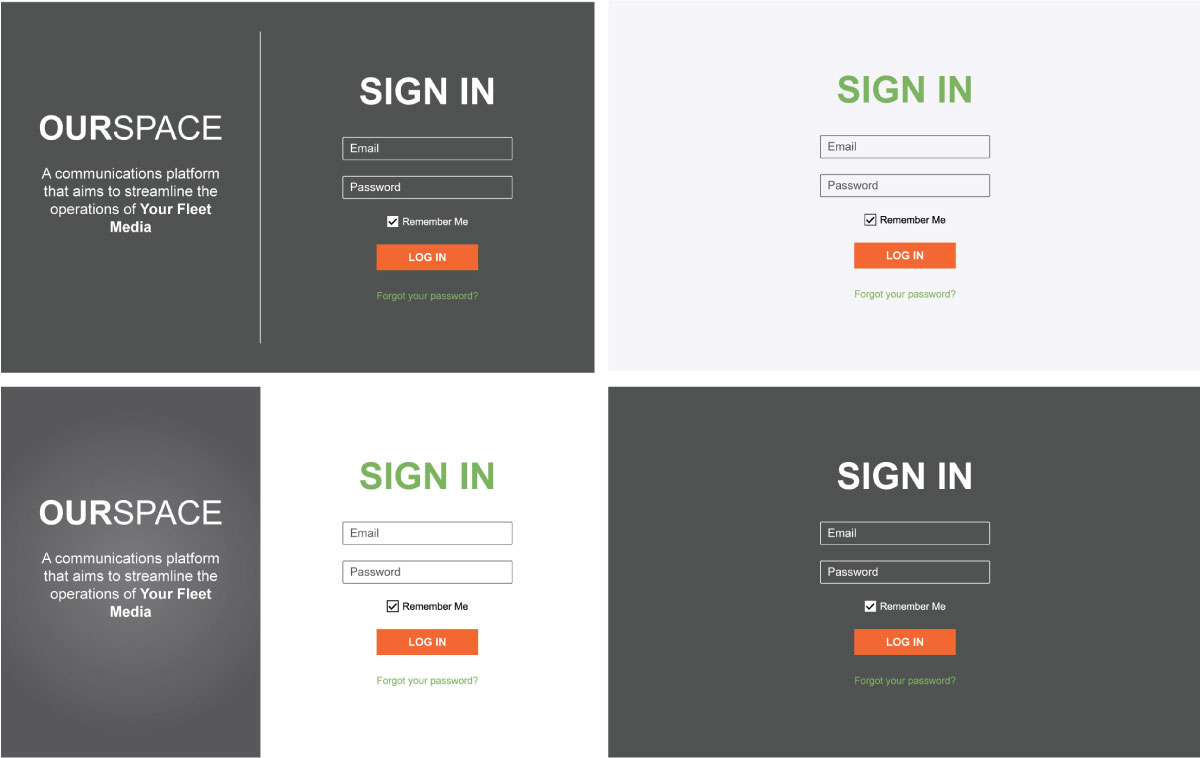 OURSPACE
A communications platform
that aims to streamline the
operations of Your Fleet
Media
SIGN IN
Email
Password
Remember Me
LOG IN
Forgot your password?
SIGN IN
Email
Password
Remember Me
LOG IN
Forgot your password?
OURSPACE
A communications platform
that aims to streamline the
operations of Your Fleet
Media
SIGN IN
Email
Password
Remember Me
LOG IN
Forgot your password?
SIGN IN
Email
Password
Remember Me
LOG IN
Forgot your password?